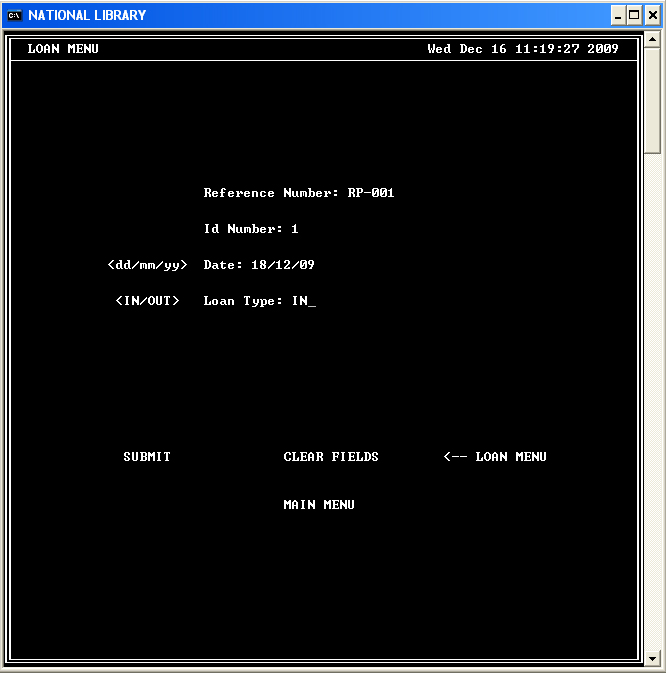 NATIONAL LIBRARY
LOAN MENU Wed Dec 16 11:19:27 2009
Reference Number: RP-001
Id Number: 1
<dd/mm/yy> Date: 18/12/09
<IN/OUT> Loan Type: IN_
SUBMIT CLEAR FIELDS <-- LOAN MENU
MAIN MENU